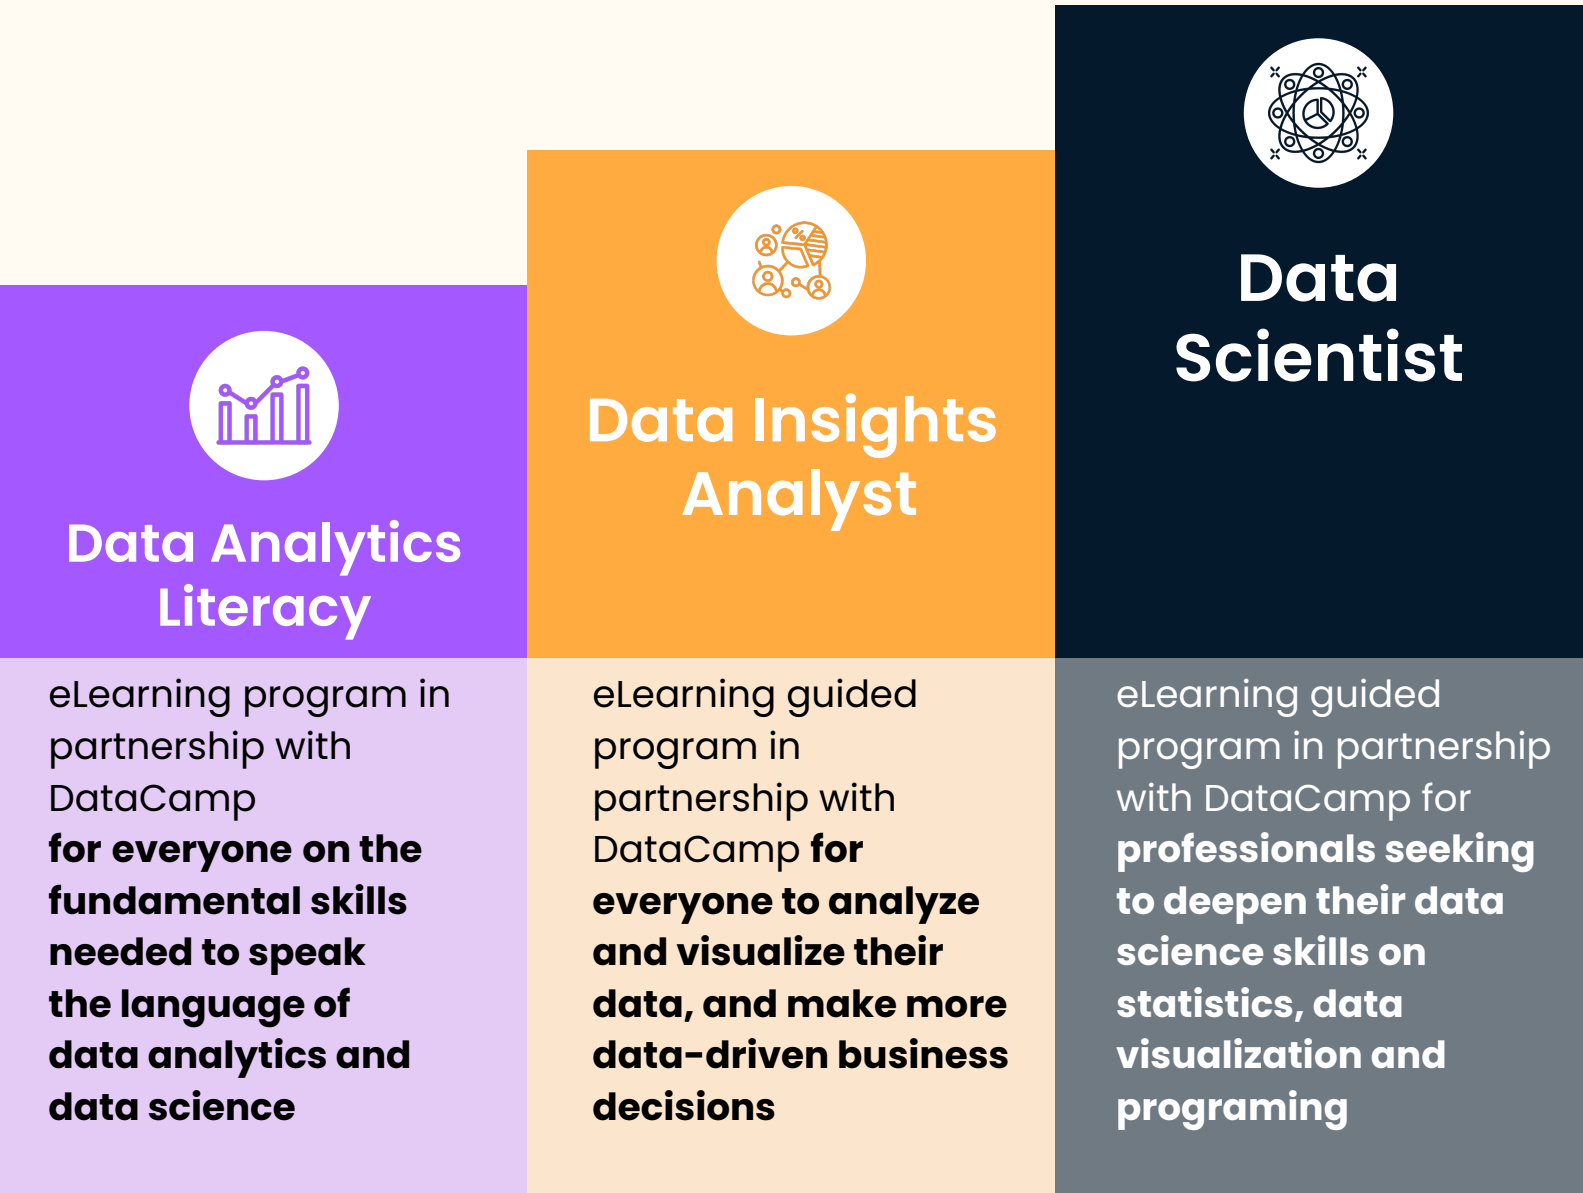 Data Analytics
Literacy
eLearning program in
partnership with
DataCamp
for everyone on the
fundamental skills
needed to speak
the language of
data analytics and
data science
%
Data Insights
Analyst
eLearning guided
program in
partnership with
DataCamp for
everyone to analyze
and visualize their
data, and make more
data-driven business
decisions
Data
Scientist
eLearning guided
program in partnership
with DataCamp for
professionals seeking
to deepen their data
science skills on
statistics, data
visualization and
programing